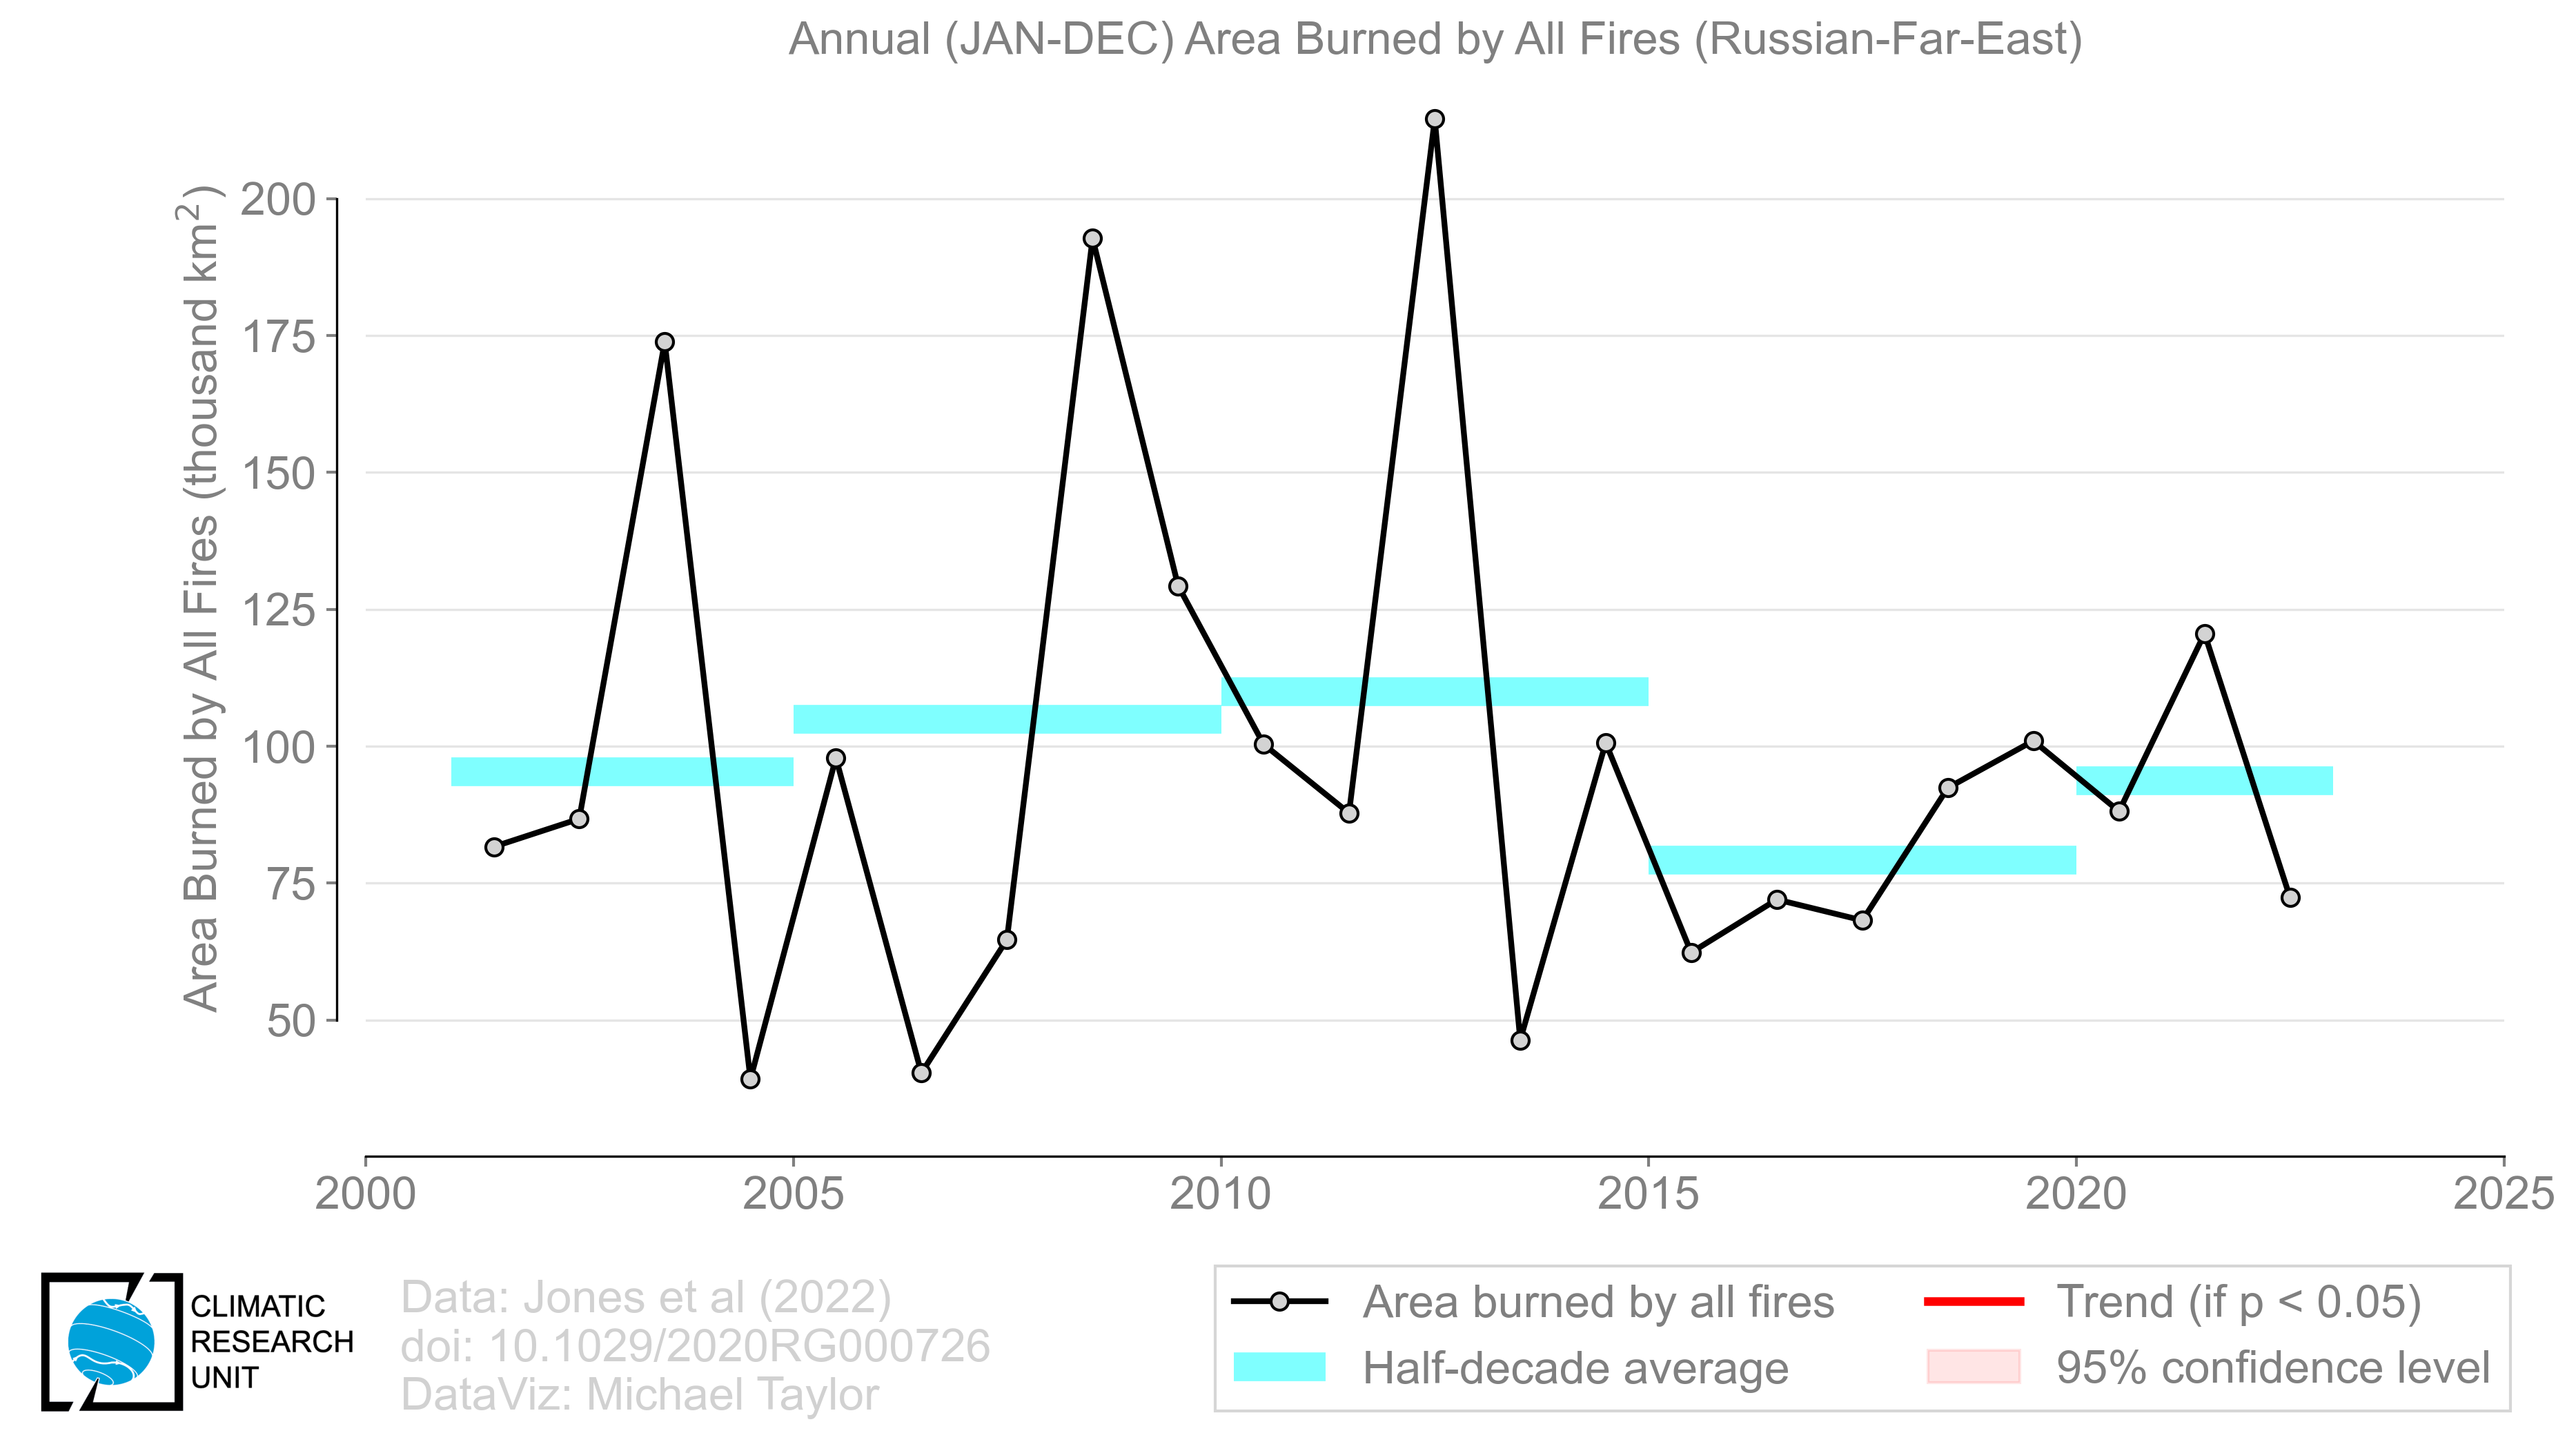 Annual (JAN-DEC) Area Burned by All Fires (Russian-Far-East)
Area Burned by All Fires (thousand km²)
200
175
150
125
100
75
50
2000
2005
2010
2015
2020
2025
CLIMATIC
RESEARCH
UNIT
Data: Jones et al (2022)
doi: 10.1029/2020RG000726
DataViz: Michael Taylor
Area burned by all fires
Half-decade average
Trend (if p < 0.05)
95% confidence level